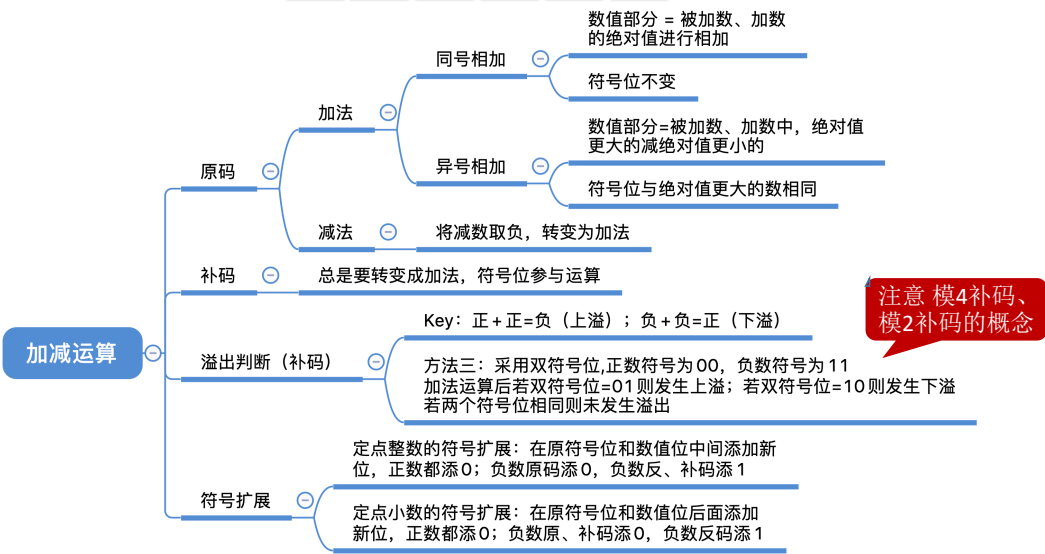 加减运算
原码
加法
同号相加
数值部分 = 被加数、加数
的绝对值进行相加
符号位不变
异号相加
数值部分=被加数、加数中，绝对值
更大的减绝对值更小的
符号位与绝对值更大的数相同
减法
将减数取负，转变为加法
补码
总是要转变成加法，符号位参与运算
溢出判断（补码）
Key：正+正=负（上溢）；负+负=正（下溢）
方法三：采用双符号位,正数符号为00，负数符号为11
加法运算后若双符号位=01则发生上溢；若双符号位=10则发生下溢
若两个符号位相同则未发生溢出
注意 模4补码、
模2补码的概念
符号扩展
定点整数的符号扩展：在原符号位和数值位中间添加新
位，正数都添0；负数原码添0，负数反、补码添1
定点小数的符号扩展：在原符号位和数值位后面添加
新位，正数都添0；负数原、补码添0，负数反码添1